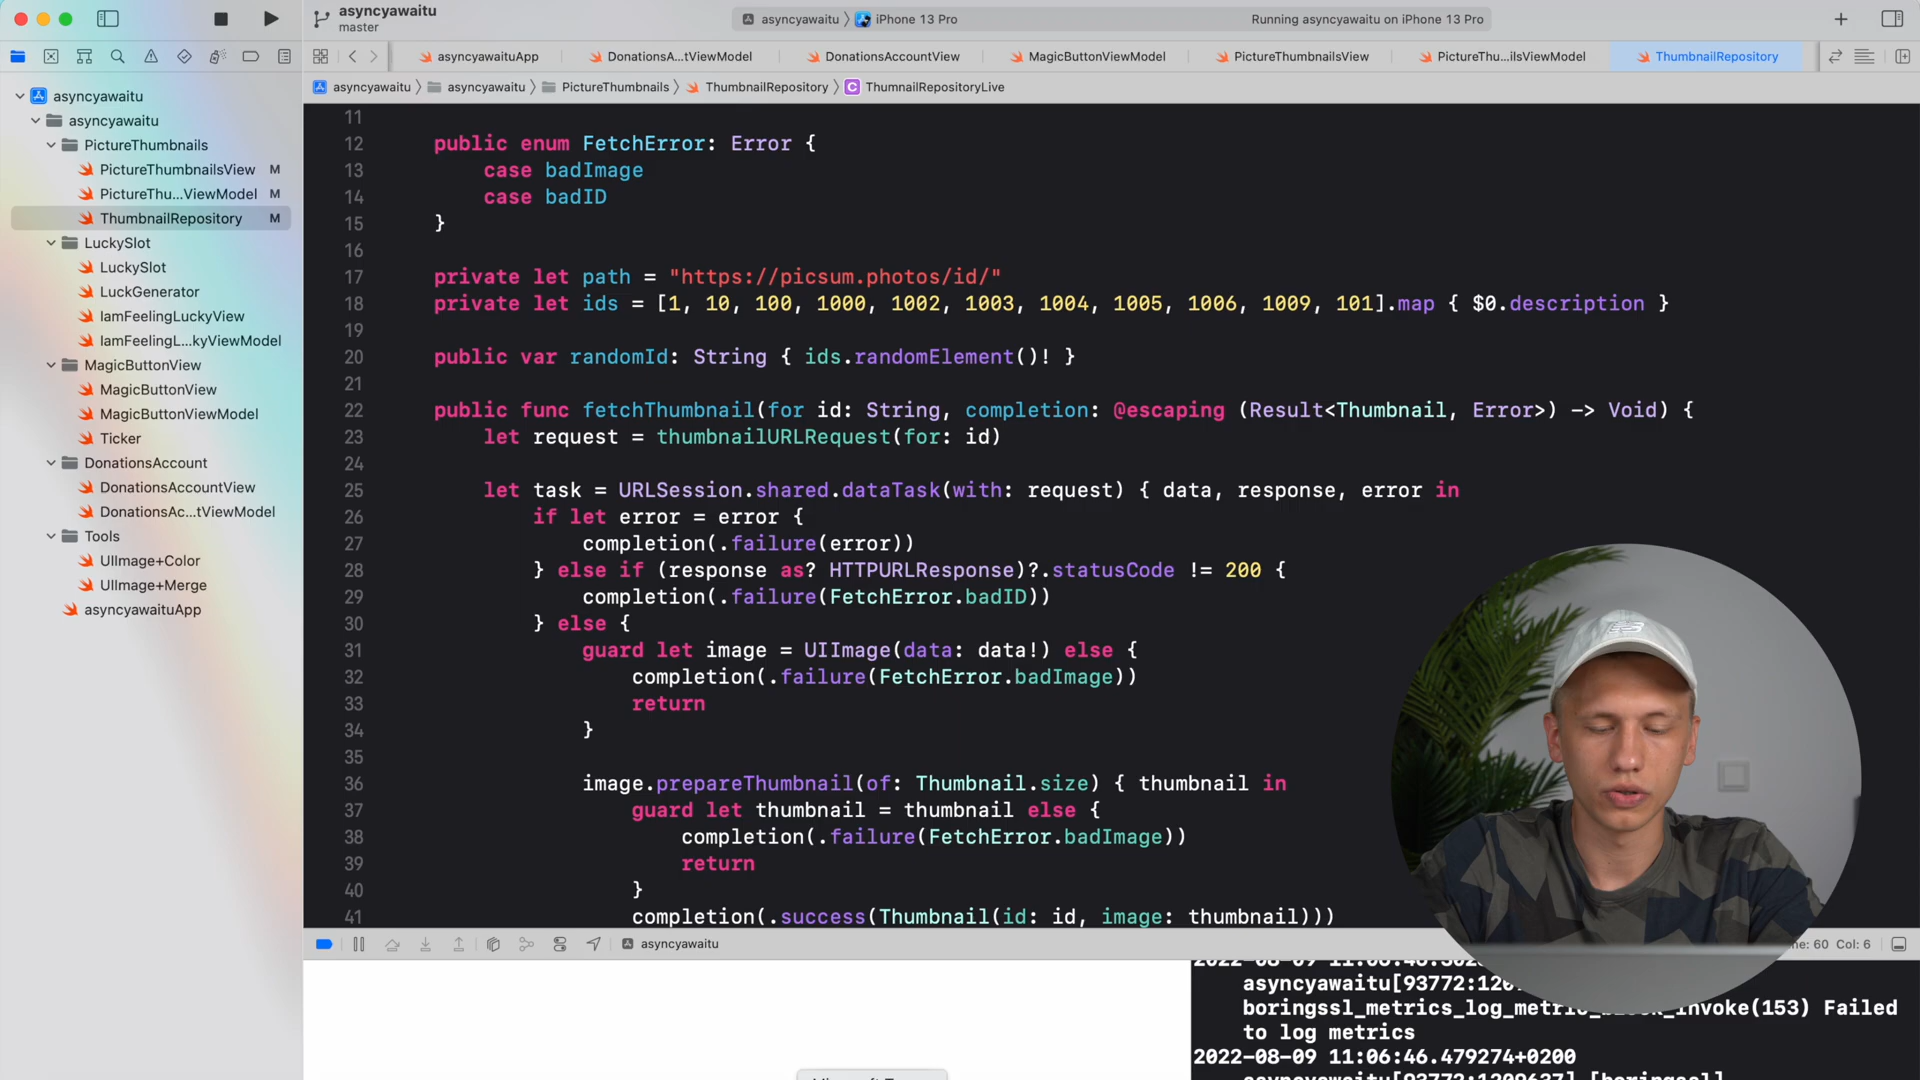 asyncyawaitu
master
asyncyawaitu
iPhone 13 Pro
Running asyncyawaitu on iPhone 13 Pro
asyncyawaituApp
DonationsA...tViewModel
DonationsAccountView
MagicButtonViewModel
PictureThumbnailsView
PictureThu...ilsViewModel
ThumbnailRepository
asyncyawaitu
asyncyawaitu
PictureThumbnails
ThumbnailRepository
C ThumnailRepositoryLive
asyncyawaitu
asyncyawaitu
PictureThumbnails
PictureThumbnailsView M
PictureThu...ViewModel M
ThumbnailRepository M
LuckySlot
LuckySlot
LuckGenerator
IamFeelingLuckyView
IamFeelingL...kyViewModel
MagicButtonView
MagicButtonView
MagicButtonViewModel
Ticker
DonationsAccount
DonationsAccountView
DonationsAc...tViewModel
Tools
UIImage+Color
UIImage+Merge
asyncyawaituApp
11
12 public enum FetchError: Error {
13 case badImage
14 case badID
15 }
16
17 private let path = "https://picsum.photos/id/"
18 private let ids = [1, 10, 100, 1000, 1002, 1003, 1004, 1005, 1006, 1009, 101].map { $0.description }
19
20 public var randomId: String { ids.randomElement()! }
21
22 public func fetchThumbnail(for id: String, completion: @escaping (Result<Thumbnail, Error>) -> Void) {
23 let request = thumbnailURLRequest(for: id)
24
25 let task = URLSession.shared.dataTask(with: request) { data, response, error in
26 if let error = error {
27 completion(.failure(error))
28 } else if (response as? HTTPURLResponse)?.statusCode != 200 {
29 completion(.failure(FetchError.badID))
30 } else {
31 guard let image = UIImage(data: data!) else {
32 completion(.failure(FetchError.badImage))
33 return
34 }
35
36 image.prepareThumbnail(of: Thumbnail.size) { thumbnail in
37 guard let thumbnail = thumbnail else {
38 completion(.failure(FetchError.badImage))
39 return
40 }
41 completion(.success(Thumbnail(id: id, image: thumbnail)))
asyncyawaitu
60 Col: 6
asyncyawaitu[93772:120
boringssl_metrics_log_metric_block_invoke(153) Failed
to log metrics
2022-08-09 11:06:46.479274+0200
asyncyawaitu[93772:1209637] [boringssl]